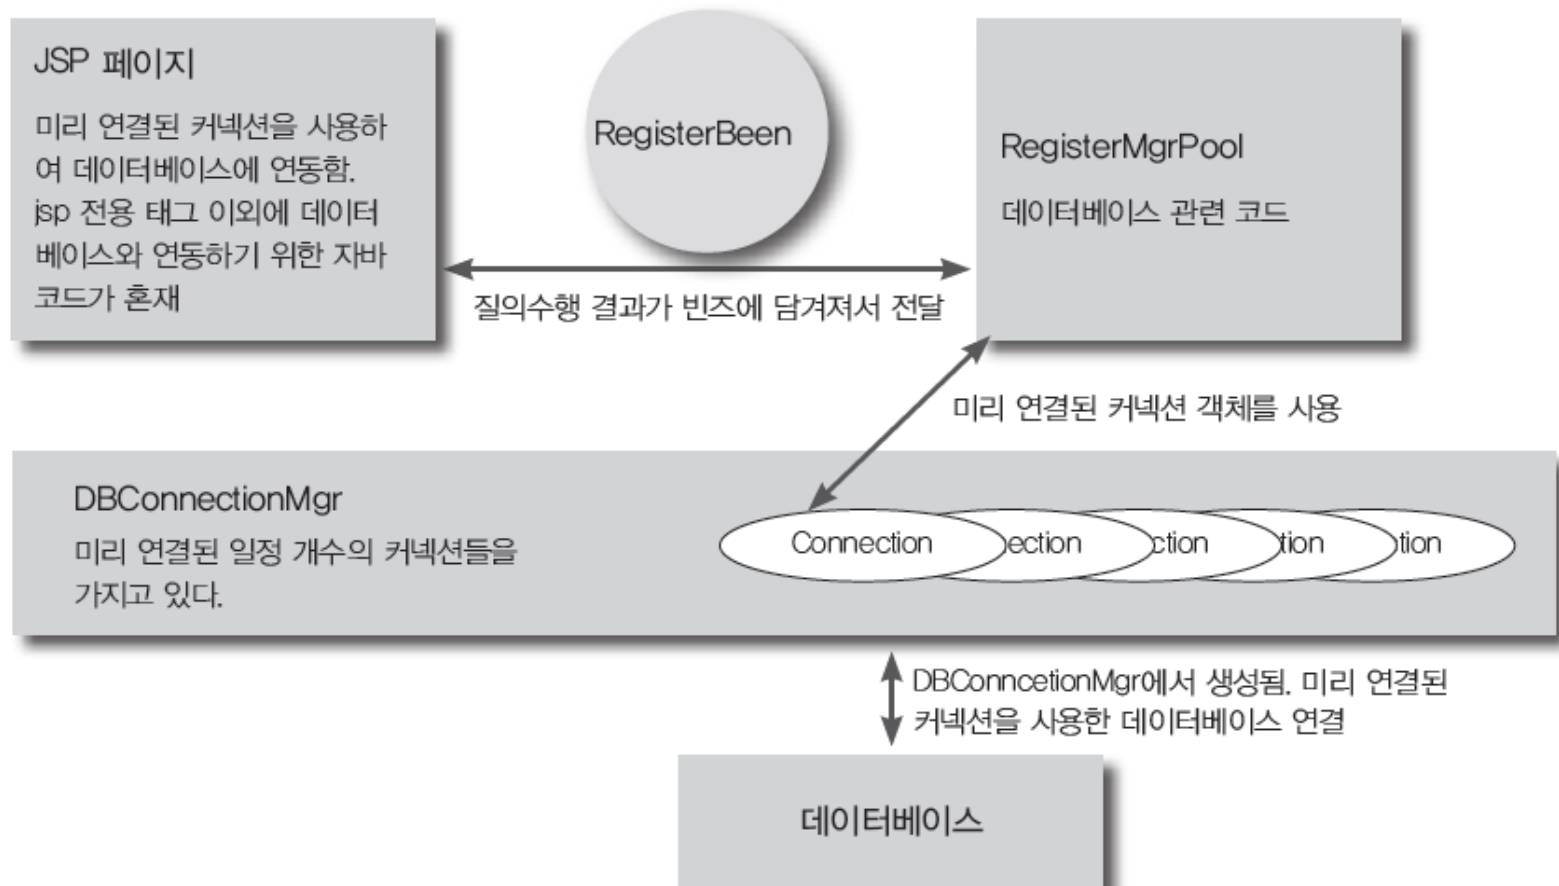 JSP 페이지
미리 연결된 커넥션을 사용하
여 데이터베이스에 연동함.
jsp 전용 태그 이외에 데이터
베이스와 연동하기 위한 자바
코드가 혼재
RegisterBeen
질의수행 결과가 빈즈에 담겨져서 전달
RegisterMgrPool
데이터베이스 관련 코드
미리 연결된 커넥션 객체를 사용
DBConnectionMgr
미리 연결된 일정 개수의 커넥션들을
가지고 있다.
Connection ection ction tion tion
DBConncetionMgr에서 생성됨. 미리 연결된
커넥션을 사용한 데이터베이스 연결
데이터베이스